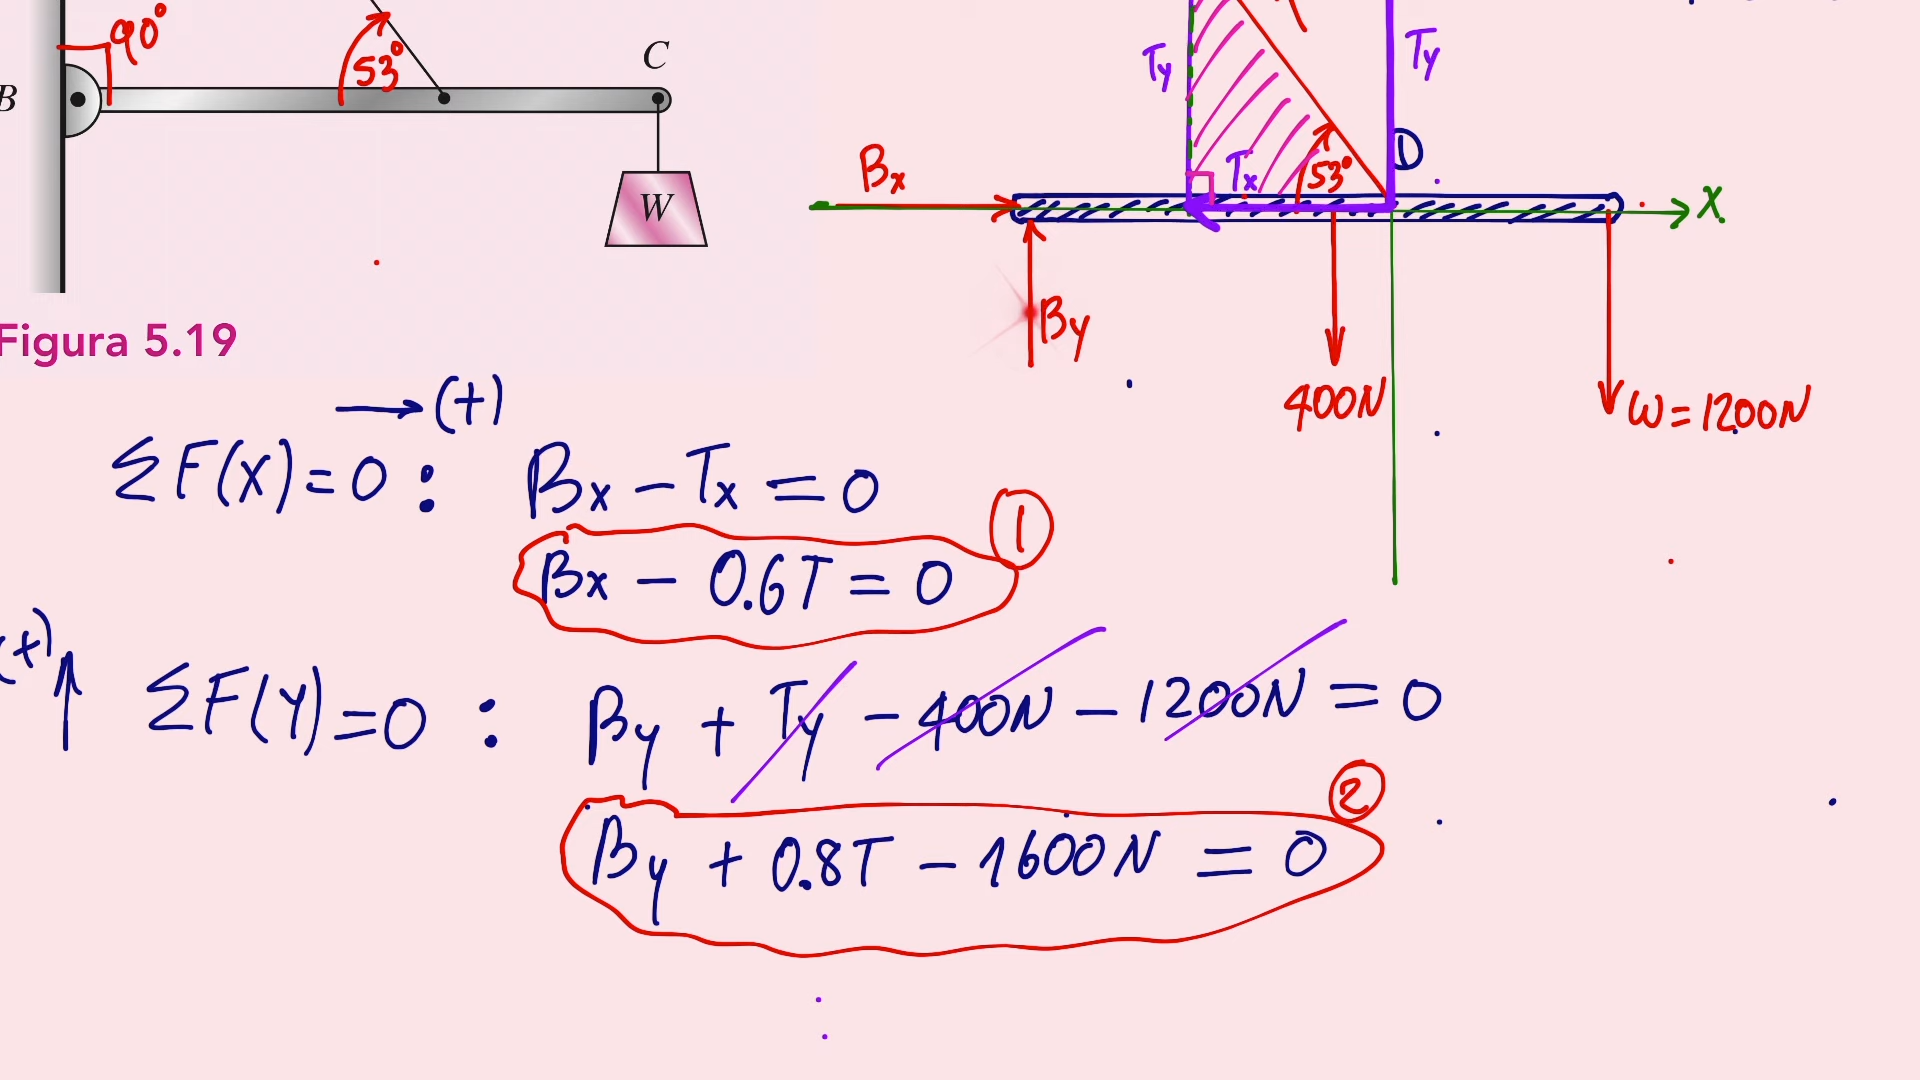 90°
53°
B
C
W
Figura 5.19
Ty
Ty
D
Tx
53°
Bx
X
By
400N
W = 1200N
→ (+)
ΣF(X) = 0 : Bx − Tx = 0
Bx − 0.6T = 0
1
(+) ↑ ΣF(Y) = 0 : By + Ty − 400N − 1200N = 0
2
By + 0.8T − 1600N = 0